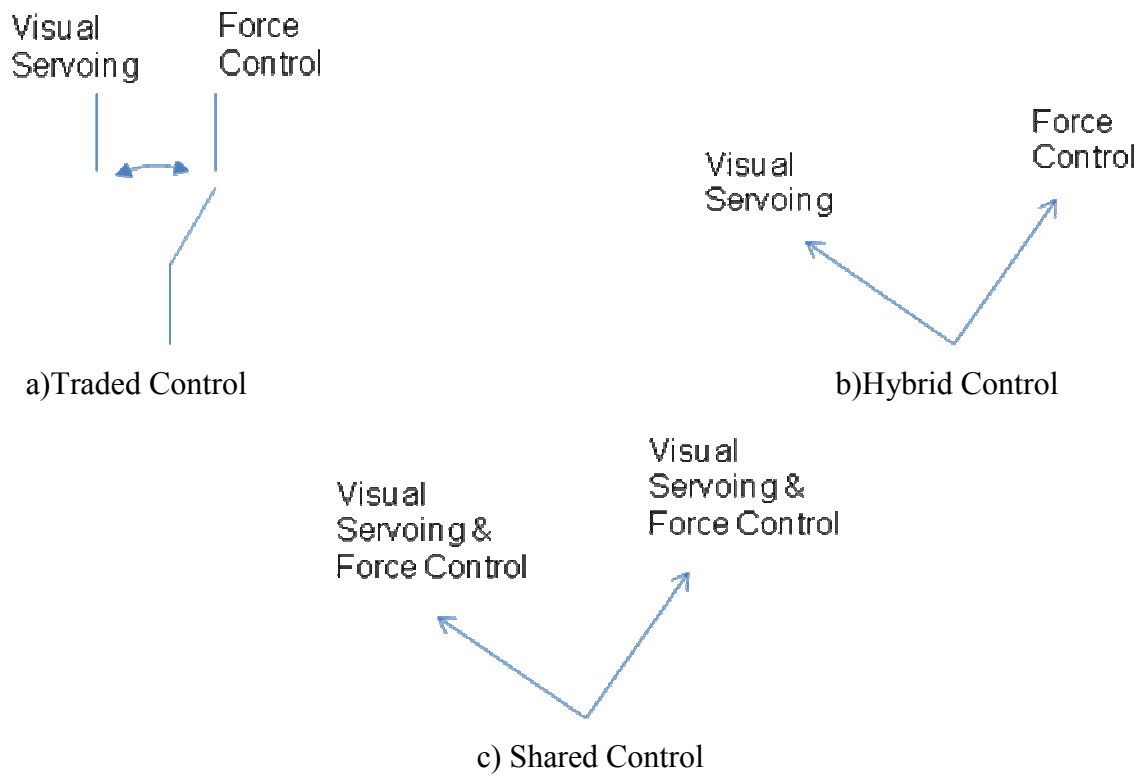 Visual
Servoing
Force
Control
Visual
Servoing
Force
Control
a)Traded Control
b)Hybrid Control
Visual
Servoing &
Force Control
Visual
Servoing &
Force Control
c) Shared Control